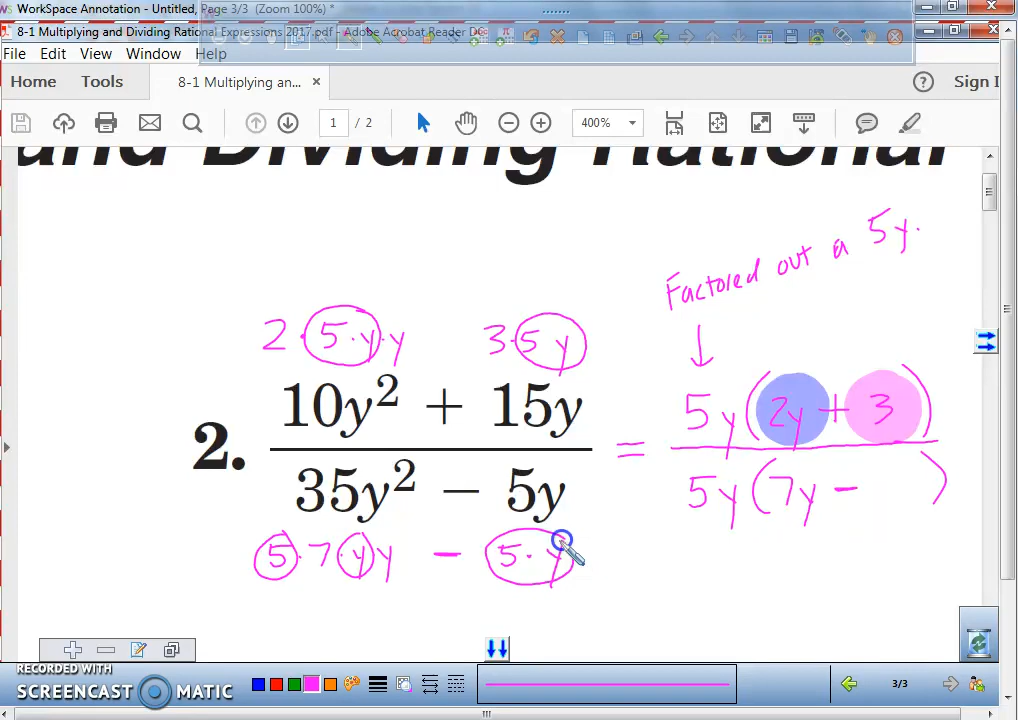 WorkSpace Annotation - Untitled, Page 3/3 (Zoom 100%) *
8-1 Multiplying and Dividing Rational Expressions 2017.pdf - Adobe Acrobat Reader DC
File Edit View Window Help
Home Tools 8-1 Multiplying an... × Sign I
1 / 2 400%
and Dividing Rational
Factored out a 5y.
2·5·y·y 3·5 y
2. 10y² + 15y
35y² − 5y
= 5y(2y + 3)
5y(7y − )
5·7·y y − 5·y
RECORDED WITH
SCREENCAST MATIC
3/3